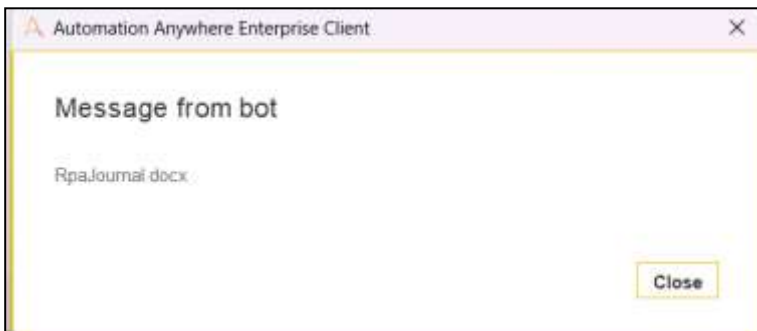 Automation Anywhere Enterprise Client
Message from bot
RpaJournal.docx
Close